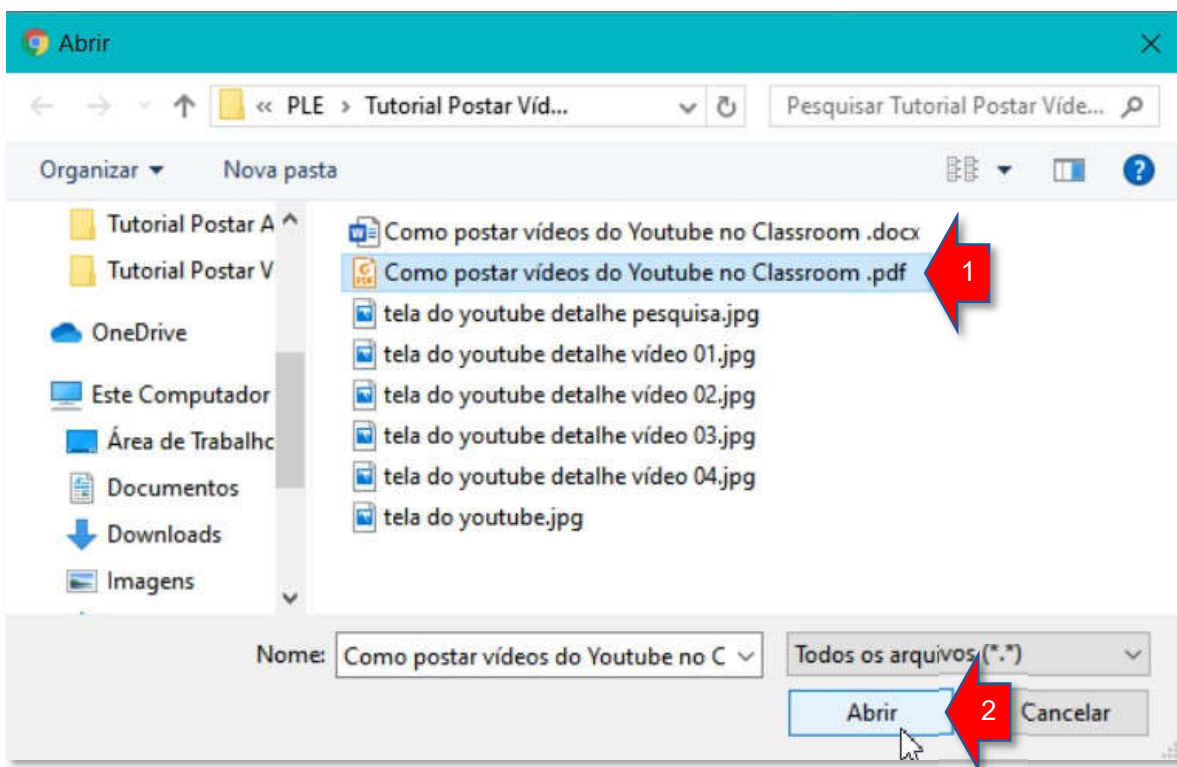 Abrir
« PLE > Tutorial Postar Víd...
Pesquisar Tutorial Postar Víde...
Organizar
Nova pasta
Tutorial Postar A
Tutorial Postar V
OneDrive
Este Computador
Área de Trabalho
Documentos
Downloads
Imagens
Como postar vídeos do Youtube no Classroom .docx
Como postar vídeos do Youtube no Classroom .pdf
1
tela do youtube detalhe pesquisa.jpg
tela do youtube detalhe vídeo 01.jpg
tela do youtube detalhe vídeo 02.jpg
tela do youtube detalhe vídeo 03.jpg
tela do youtube detalhe vídeo 04.jpg
tela do youtube.jpg
Nome: Como postar vídeos do Youtube no C
Todos os arquivos (*.*)
Abrir
2
Cancelar